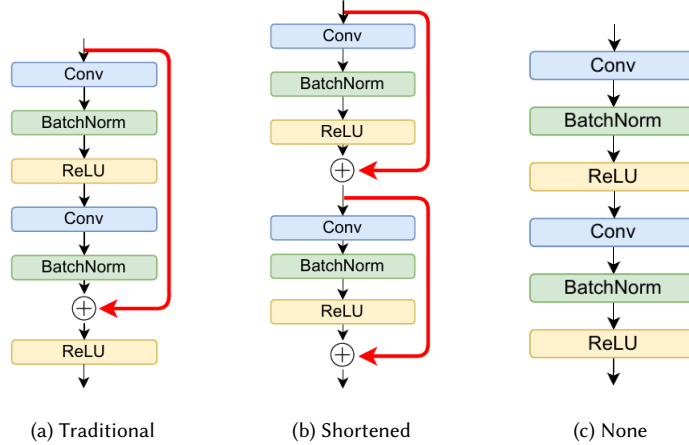 Conv
BatchNorm
ReLU
Conv
BatchNorm
ReLU
(a) Traditional
Conv
BatchNorm
ReLU
Conv
BatchNorm
ReLU
(b) Shortened
Conv
BatchNorm
ReLU
Conv
BatchNorm
ReLU
(c) None